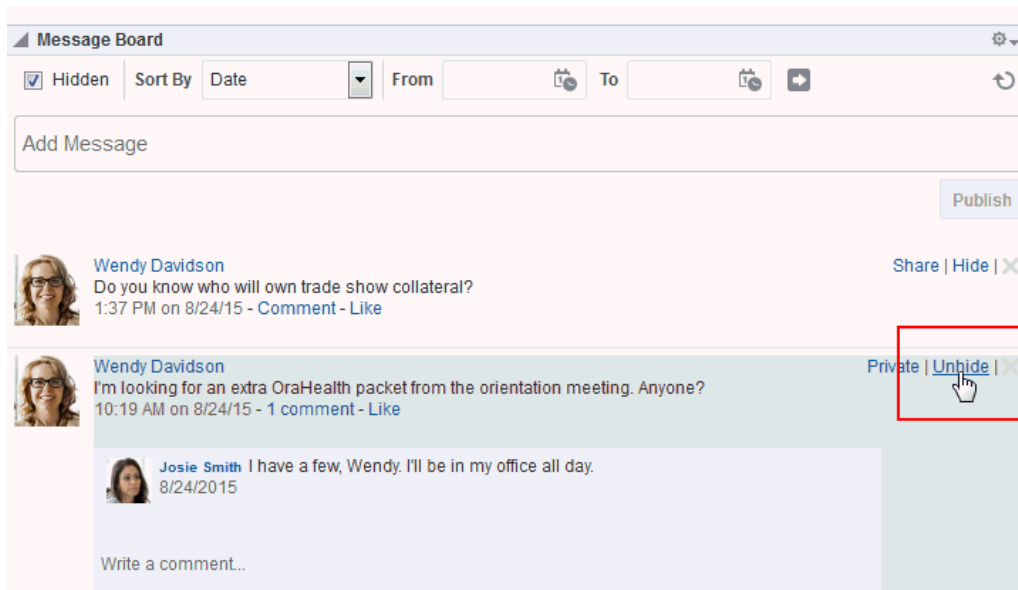 Message Board
Hidden Sort By Date From To
Add Message
Publish
Wendy Davidson Share | Hide |
Do you know who will own trade show collateral?
1:37 PM on 8/24/15 - Comment - Like
Wendy Davidson Private | Unhide |
I'm looking for an extra OraHealth packet from the orientation meeting. Anyone?
10:19 AM on 8/24/15 - 1 comment - Like
Josie Smith I have a few, Wendy. I'll be in my office all day.
8/24/2015
Write a comment...